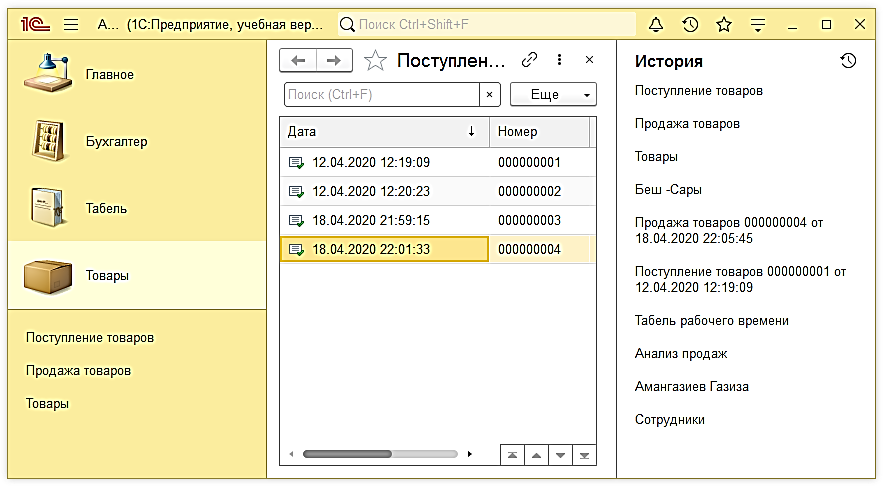 1С А... (1С:Предприятие, учебная вер... Поиск Ctrl+Shift+F
Главное
Бухгалтер
Табель
Товары
Поступление товаров
Продажа товаров
Товары
Поступлен...
Поиск (Ctrl+F) × Еще
Дата ↓ Номер
12.04.2020 12:19:09 000000001
12.04.2020 12:20:23 000000002
18.04.2020 21:59:15 000000003
18.04.2020 22:01:33 000000004
История
Поступление товаров
Продажа товаров
Товары
Беш -Сары
Продажа товаров 000000004 от
18.04.2020 22:05:45
Поступление товаров 000000001 от
12.04.2020 12:19:09
Табель рабочего времени
Анализ продаж
Амангазиев Газиза
Сотрудники